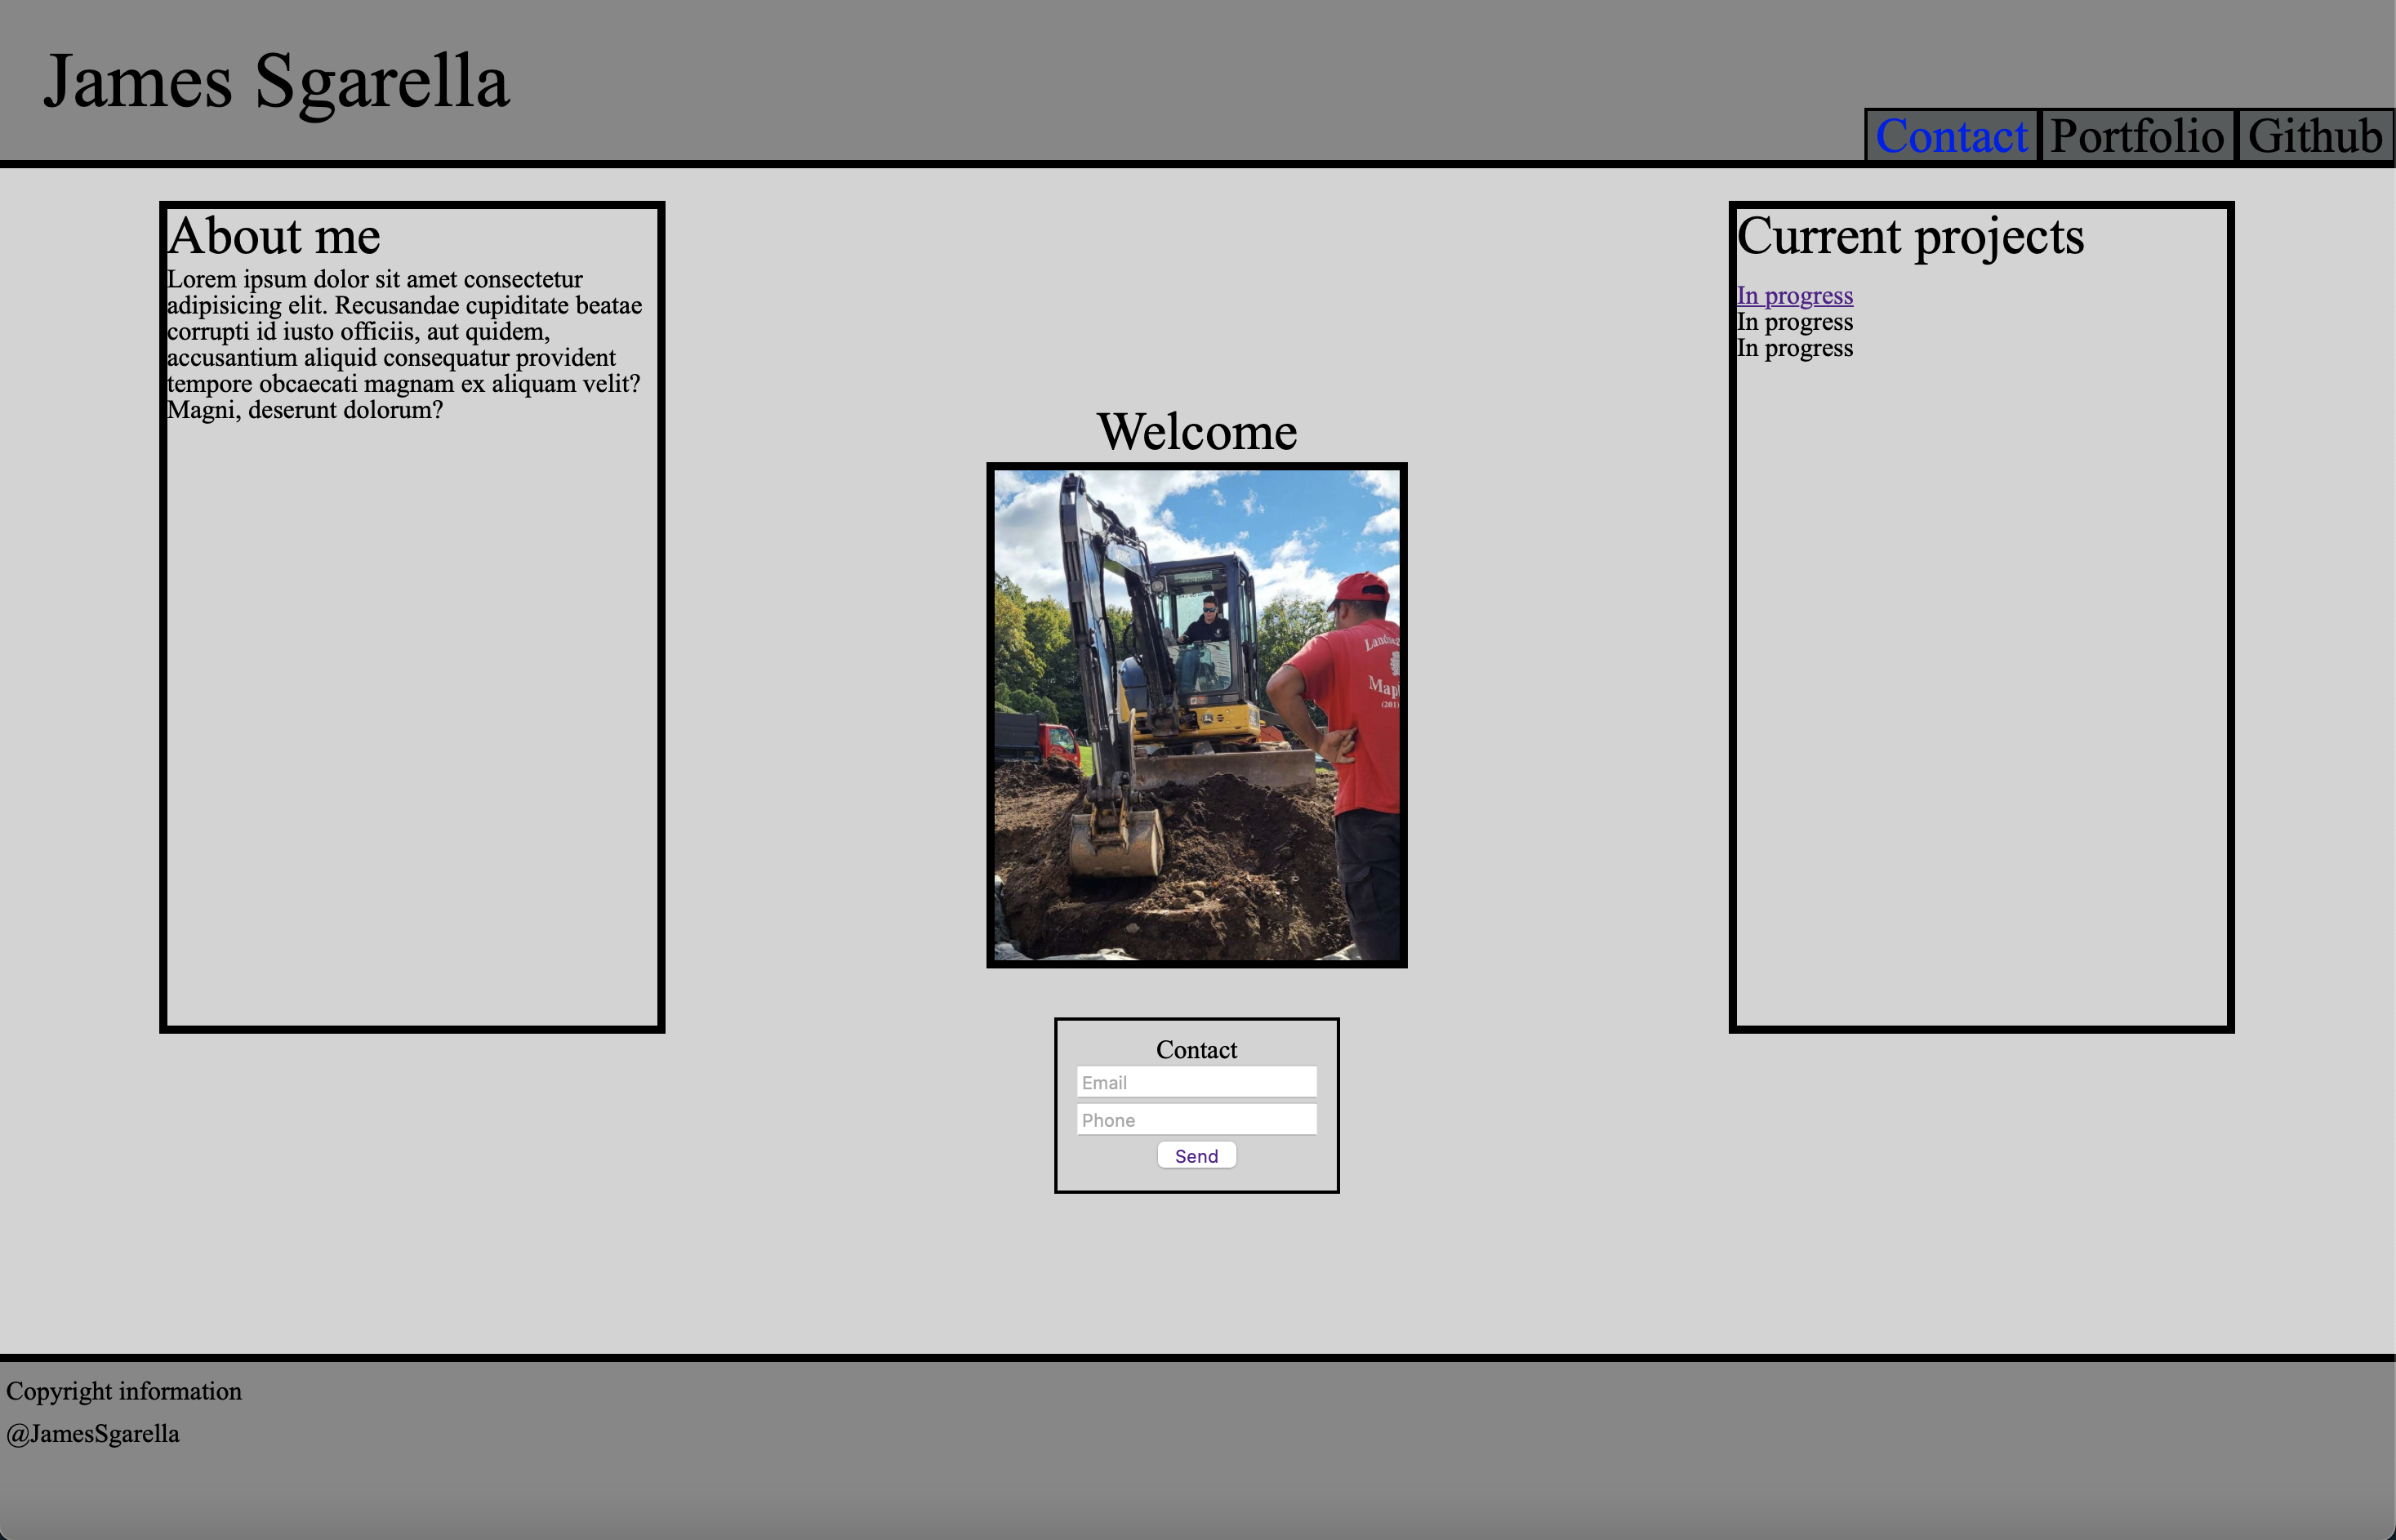 James Sgarella
Contact
Portfolio
Github
About me
Lorem ipsum dolor sit amet consectetur
adipisicing elit. Recusandae cupiditate beatae
corrupti id iusto officiis, aut quidem,
accusantium aliquid consequatur provident
tempore obcaecati magnam ex aliquam velit?
Magni, deserunt dolorum?
Welcome
Mapl
(201)
Contact
Email
Phone
Send
Current projects
In progress
In progress
In progress
Copyright information
@JamesSgarella